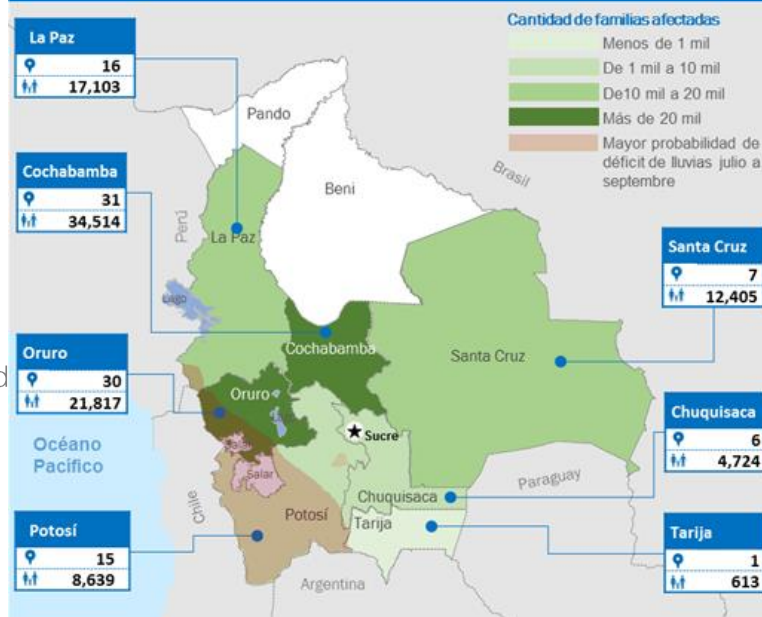 Cantidad de familias afectadas
Menos de 1 mil
De 1 mil a 10 mil
De10 mil a 20 mil
Más de 20 mil
Mayor probabilidad de
déficit de lluvias julio a
septembre
La Paz
16
17,103
Cochabamba
31
34,514
Oruro
30
21,817
Potosí
15
8,639
Santa Cruz
7
12,405
Chuquisaca
6
4,724
Tarija
1
613
Pando
Beni
Brasil
Perú
La Paz
Lago
Cochabamba
Santa Cruz
Oruro
Sucre
d
Océano
Pacífico
Salar
Chuquisaca
Paraguay
Chile
Potosí
Tarija
Argentina